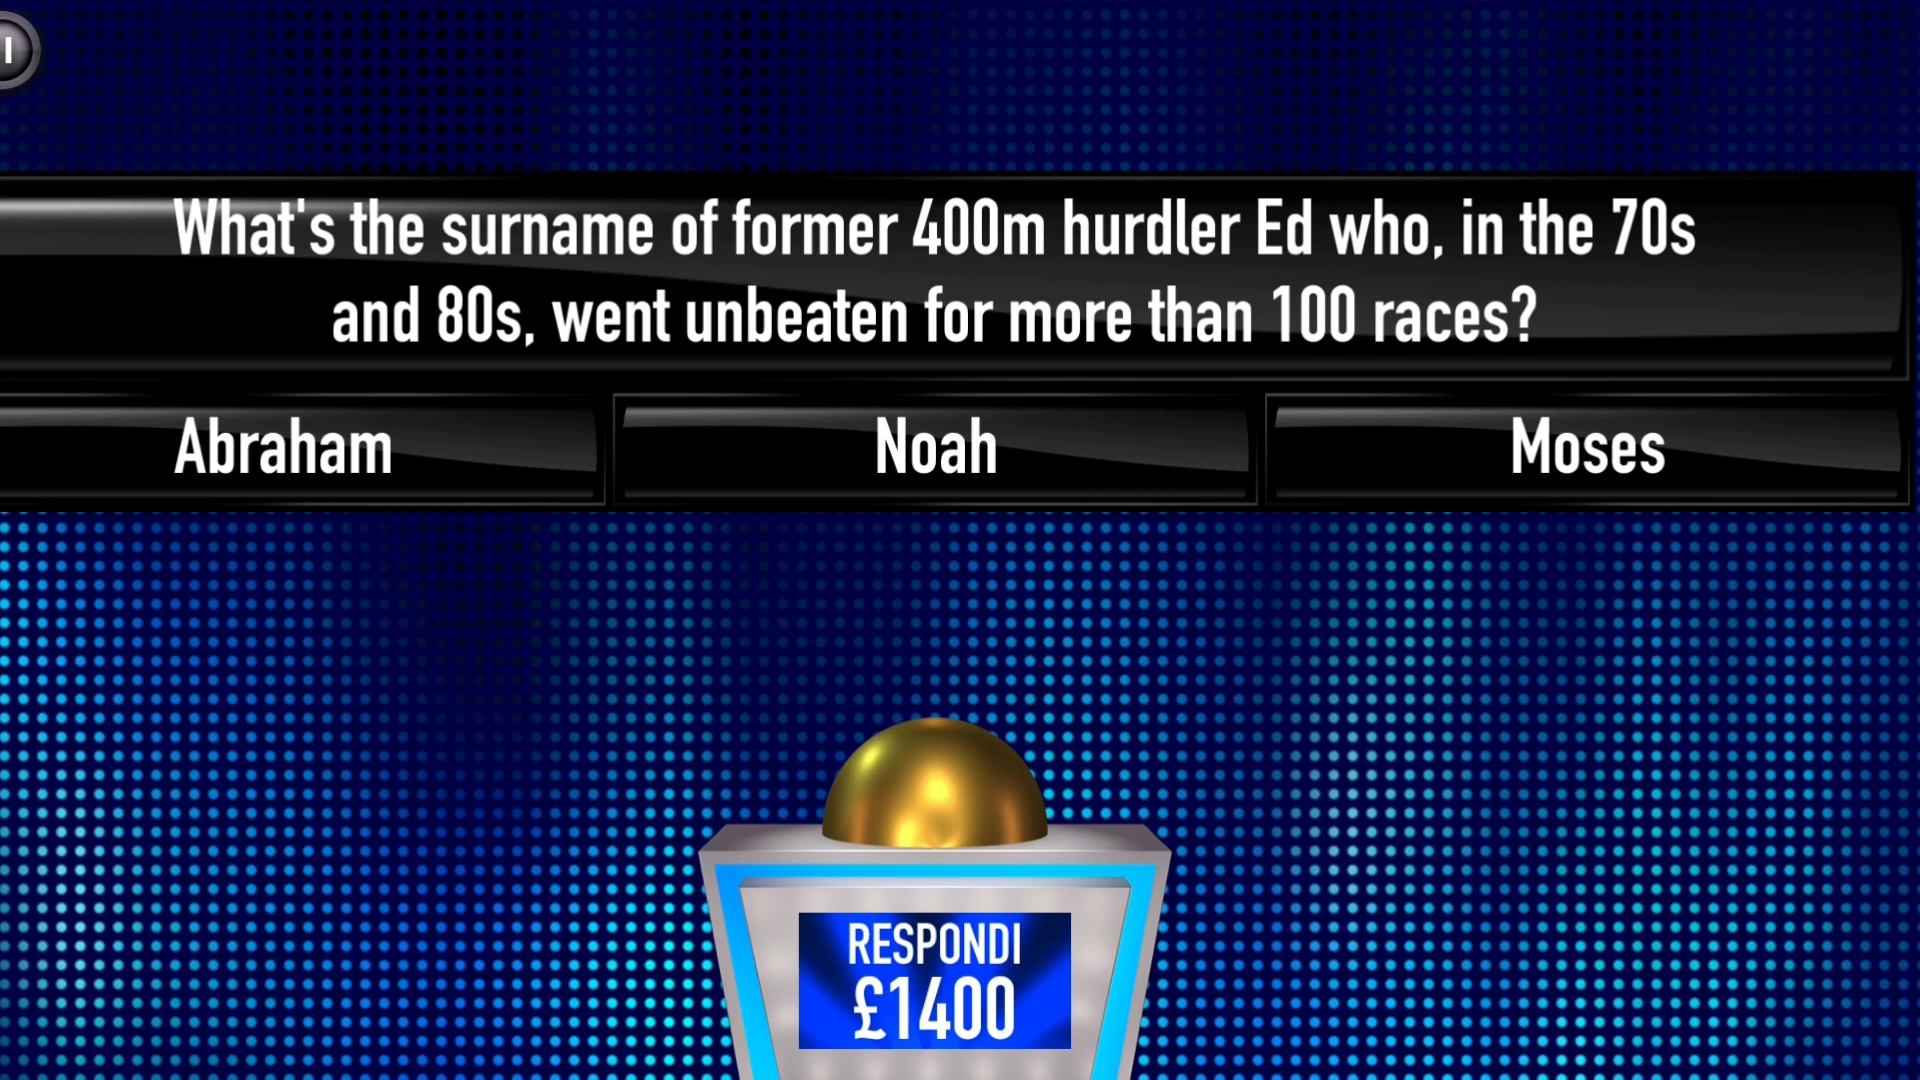 What's the surname of former 400m hurdler Ed who, in the 70s
and 80s, went unbeaten for more than 100 races?
Abraham
Noah
Moses
RESPONDI
£1400